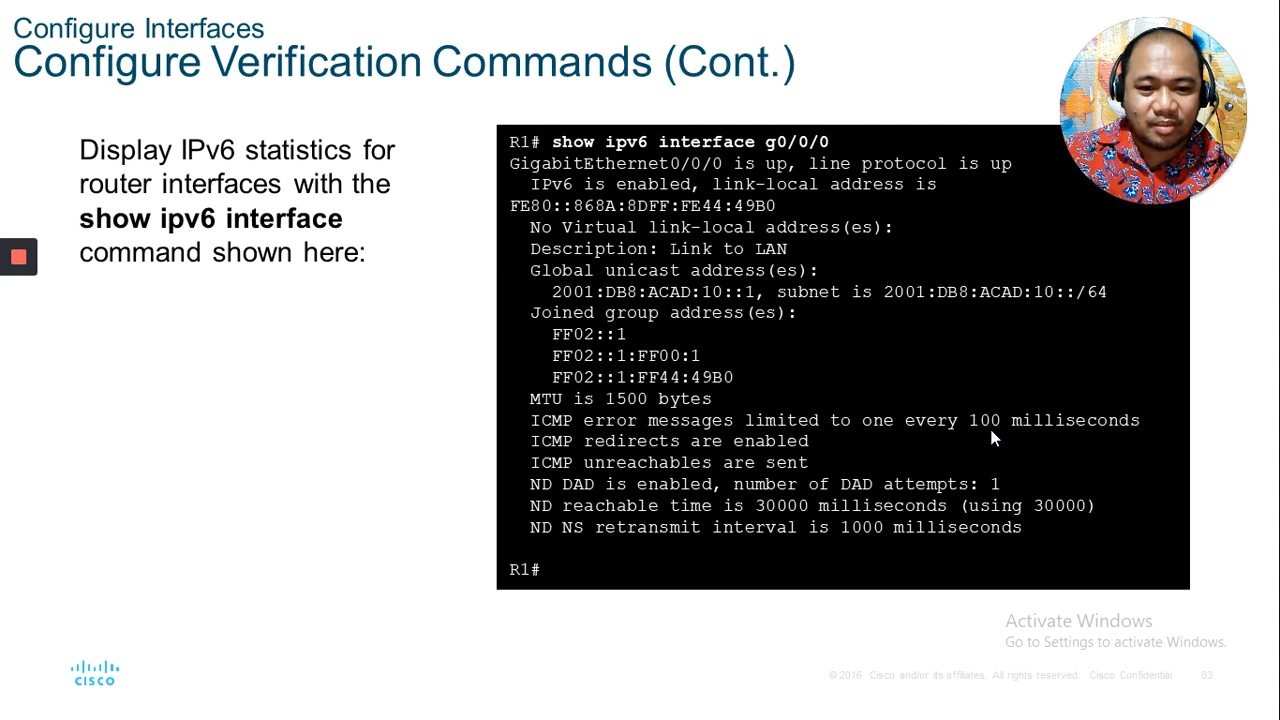 Configure Interfaces
Configure Verification Commands (Cont.)
Display IPv6 statistics for
router interfaces with the
show ipv6 interface
command shown here:
R1# show ipv6 interface g0/0/0
GigabitEthernet0/0/0 is up, line protocol is up
IPv6 is enabled, link-local address is
FE80::868A:8DFF:FE44:49B0
No Virtual link-local address(es):
Description: Link to LAN
Global unicast address(es):
2001:DB8:ACAD:10::1, subnet is 2001:DB8:ACAD:10::/64
Joined group address(es):
FF02::1
FF02::1:FF00:1
FF02::1:FF44:49B0
MTU is 1500 bytes
ICMP error messages limited to one every 100 milliseconds
ICMP redirects are enabled
ICMP unreachables are sent
ND DAD is enabled, number of DAD attempts: 1
ND reachable time is 30000 milliseconds (using 30000)
ND NS retransmit interval is 1000 milliseconds
R1#
Activate Windows
Go to Settings to activate Windows.
CISCO
© 2016 Cisco and/or its affiliates. All rights reserved. Cisco Confidential 83